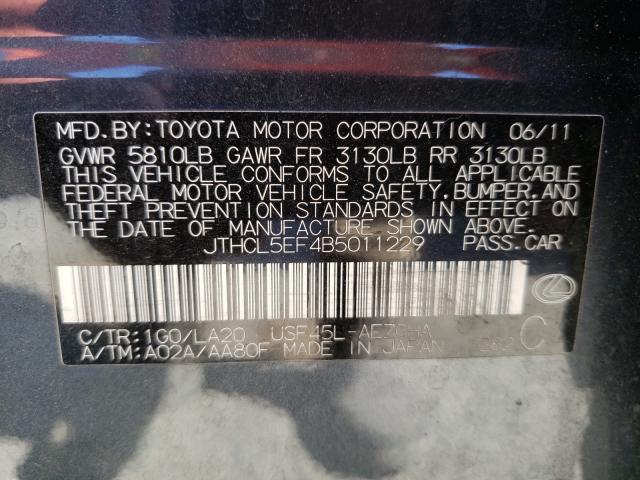 MFD.BY:TOYOTA MOTOR CORPORATION 06/11
GVWR 5810LB GAWR FR 3130LB RR 3130LB
THIS VEHICLE CONFORMS TO ALL APPLICABLE
FEDERAL MOTOR VEHICLE SAFETY, BUMPER, AND
THEFT PREVENTION STANDARDS IN EFFECT ON
THE DATE OF MANUFACTURE SHOWN ABOVE.
JTHCL5EF4B5011229 PASS.CAR
C/TR:1G0/LA20 USF45L-AEZGHA
A/TM:A02A/AA80F MADE IN JAPAN C